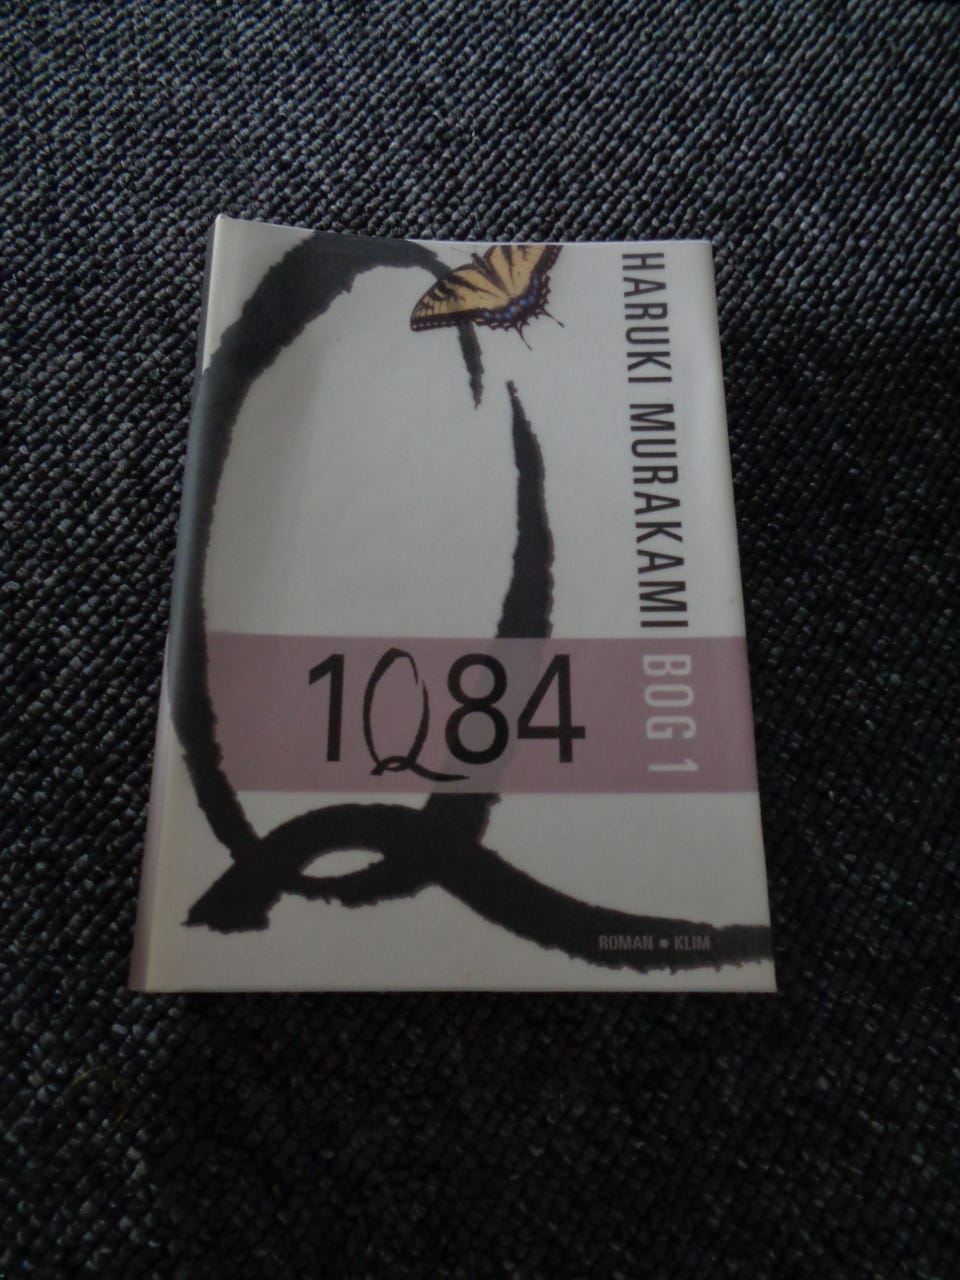 HARUKI MURAKAMI BOG 1
1Q84
ROMAN • KLIM